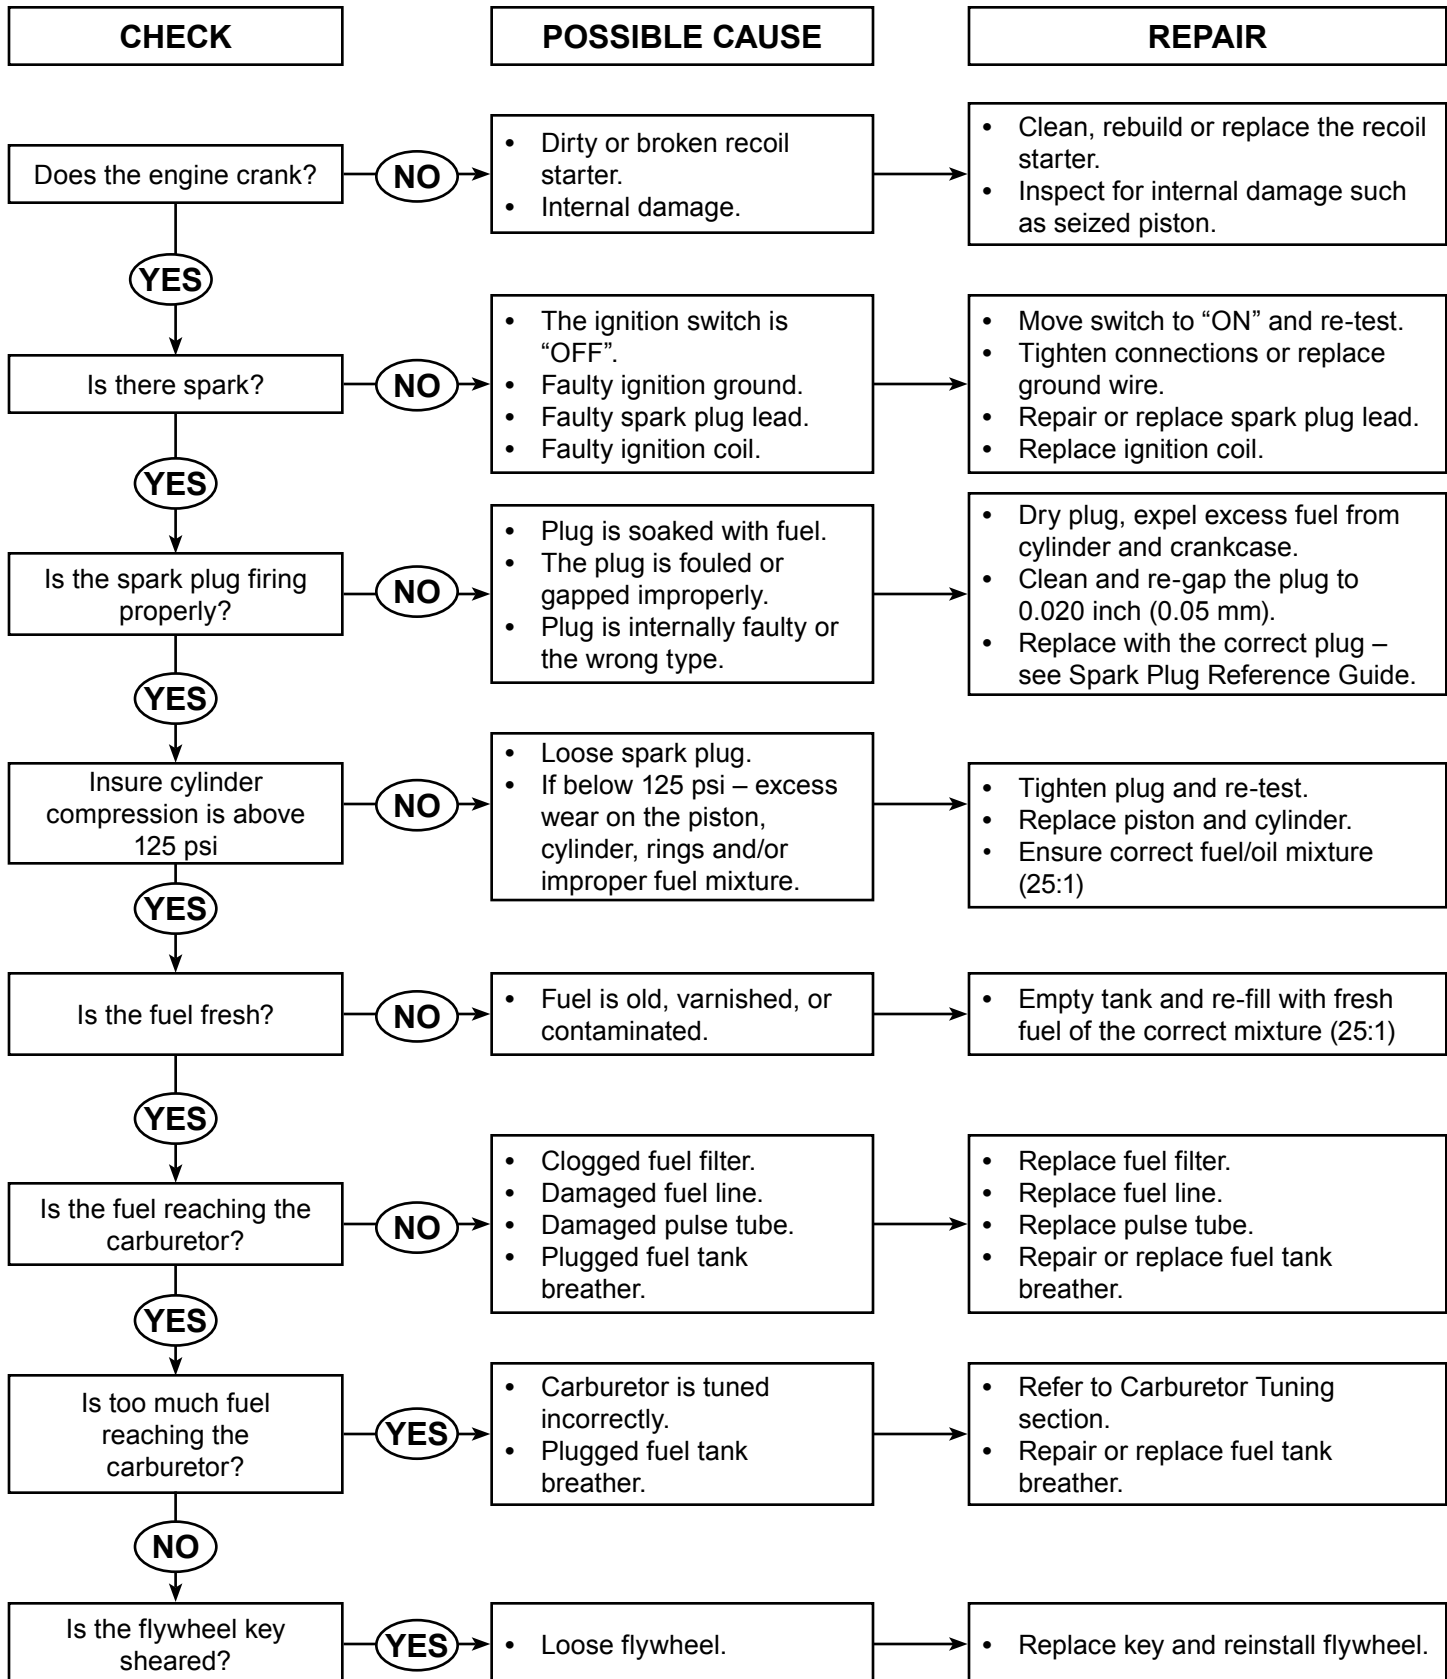 CHECK
POSSIBLE CAUSE
REPAIR
Does the engine crank?
NO
• Dirty or broken recoil
starter.
• Internal damage.
• Clean, rebuild or replace the recoil
starter.
• Inspect for internal damage such
as seized piston.
YES
Is there spark?
NO
• The ignition switch is
“OFF”.
• Faulty ignition ground.
• Faulty spark plug lead.
• Faulty ignition coil.
• Move switch to “ON” and re-test.
• Tighten connections or replace
ground wire.
• Repair or replace spark plug lead.
• Replace ignition coil.
YES
Is the spark plug firing
properly?
NO
• Plug is soaked with fuel.
• The plug is fouled or
gapped improperly.
• Plug is internally faulty or
the wrong type.
• Dry plug, expel excess fuel from
cylinder and crankcase.
• Clean and re-gap the plug to
0.020 inch (0.05 mm).
• Replace with the correct plug –
see Spark Plug Reference Guide.
YES
Insure cylinder
compression is above
125 psi
NO
• Loose spark plug.
• If below 125 psi – excess
wear on the piston,
cylinder, rings and/or
improper fuel mixture.
• Tighten plug and re-test.
• Replace piston and cylinder.
• Ensure correct fuel/oil mixture
(25:1)
YES
Is the fuel fresh?
NO
• Fuel is old, varnished, or
contaminated.
• Empty tank and re-fill with fresh
fuel of the correct mixture (25:1)
YES
Is the fuel reaching the
carburetor?
NO
• Clogged fuel filter.
• Damaged fuel line.
• Damaged pulse tube.
• Plugged fuel tank
breather.
• Replace fuel filter.
• Replace fuel line.
• Replace pulse tube.
• Repair or replace fuel tank
breather.
YES
Is too much fuel
reaching the
carburetor?
YES
• Carburetor is tuned
incorrectly.
• Plugged fuel tank
breather.
• Refer to Carburetor Tuning
section.
• Repair or replace fuel tank
breather.
NO
Is the flywheel key
sheared?
YES
• Loose flywheel.
• Replace key and reinstall flywheel.